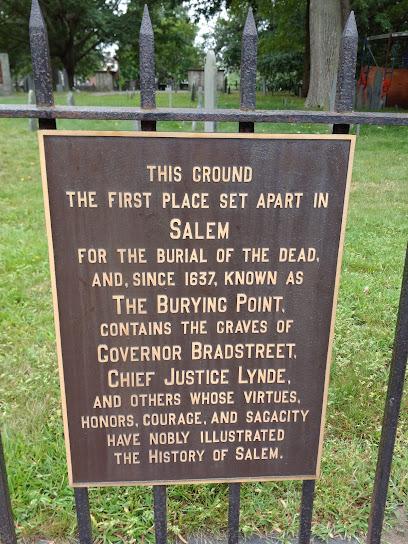 THIS GROUND
THE FIRST PLACE SET APART IN
SALEM
FOR THE BURIAL OF THE DEAD,
AND, SINCE 1637, KNOWN AS
THE BURYING POINT,
CONTAINS THE GRAVES OF
GOVERNOR BRADSTREET,
CHIEF JUSTICE LYNDE,
AND OTHERS WHOSE VIRTUES,
HONORS, COURAGE, AND SAGACITY
HAVE NOBLY ILLUSTRATED
THE HISTORY OF SALEM.